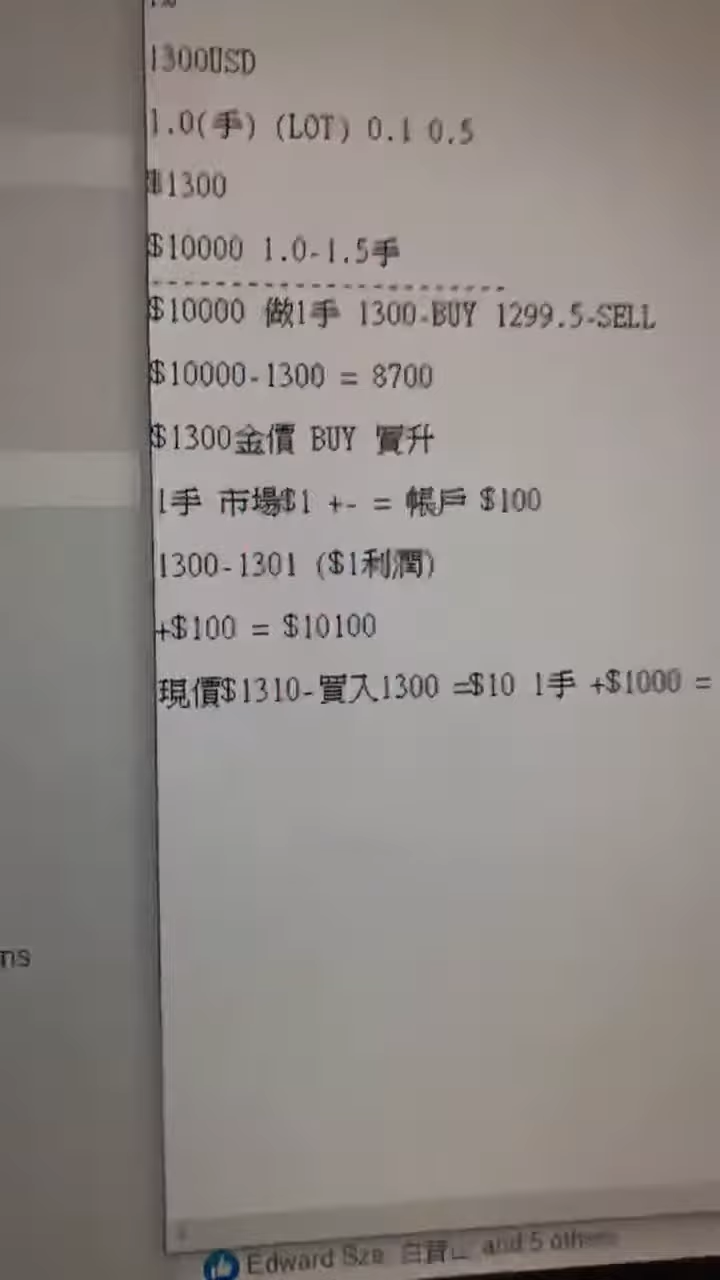 1300USD
1.0(手) (LOT) 0.1 0.5
$1300
$10000 1.0-1.5手
-----------------------------
$10000 做1手 1300-BUY 1299.5-SELL
$10000-1300 = 8700
$1300金價 BUY 買升
1手 市場$1 +- = 帳戶 $100
1300-1301 ($1利潤)
+$100 = $10100
現價$1310-買入1300 =$10 1手 +$1000 =
ns
Edward Sze and 5 others